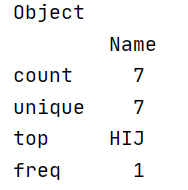 Object
Name
count 7
unique 7
top HIJ
freq 1